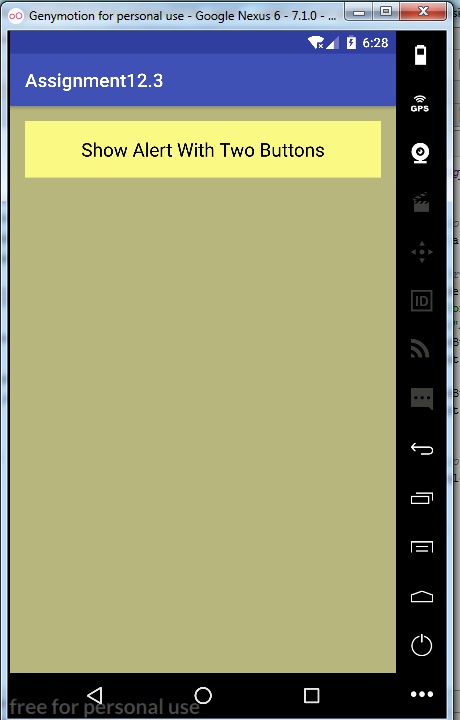 Genymotion for personal use - Google Nexus 6 - 7.1.0 - ...
6:28
Assignment12.3
GPS
Show Alert With Two Buttons
ID
free for personal use